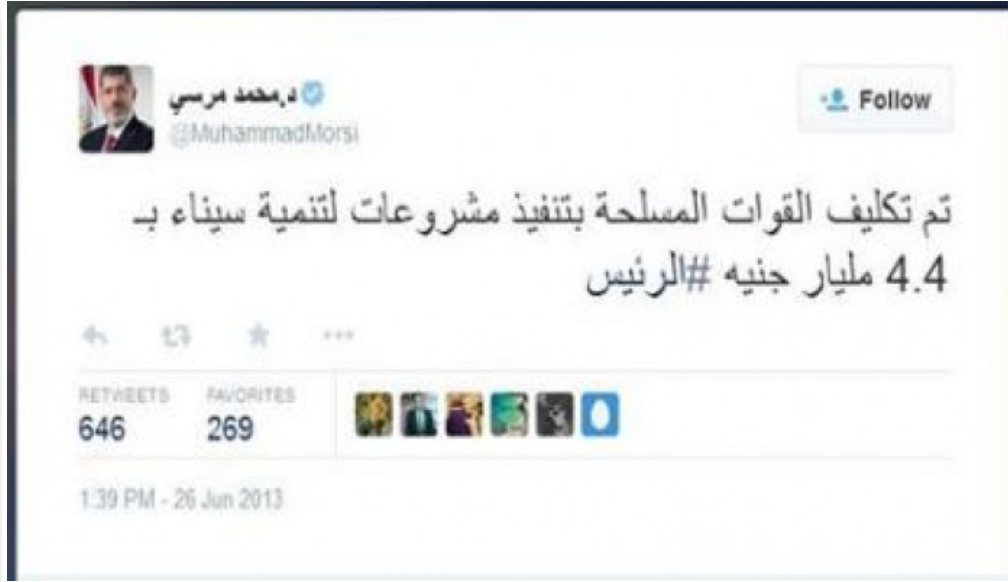 د. محمد مرسي
@MuhammadMorsi
Follow
تم تكليف القوات المسلحة بتنفيذ مشروعات لتنمية سيناء بـ
4.4 مليار جنيه #الرئيس
RETWEETS FAVORITES
646 269
1:39 PM - 26 Jun 2013